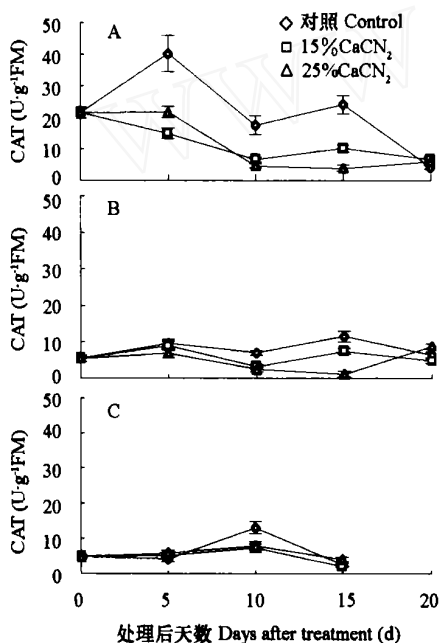 A
对照 Control
15%CaCN₂
25%CaCN₂
CAT (U·g⁻¹FM)
50
40
30
20
10
0
B
CAT (U·g⁻¹FM)
50
40
30
20
10
0
C
CAT (U·g⁻¹FM)
50
40
30
20
10
0
0 5 10 15 20
处理后天数 Days after treatment (d)
WWW